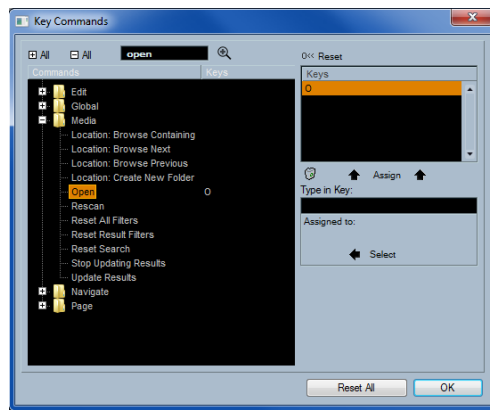 Key Commands
All All open
0<< Reset
Commands Keys
Keys
O
Edit
Global
Media
Location: Browse Containing
Location: Browse Next
Location: Browse Previous
Location: Create New Folder
Open O
Rescan
Reset All Filters
Reset Result Filters
Reset Search
Stop Updating Results
Update Results
Navigate
Page
Assign
Type in Key:
Assigned to:
Select
Reset All OK